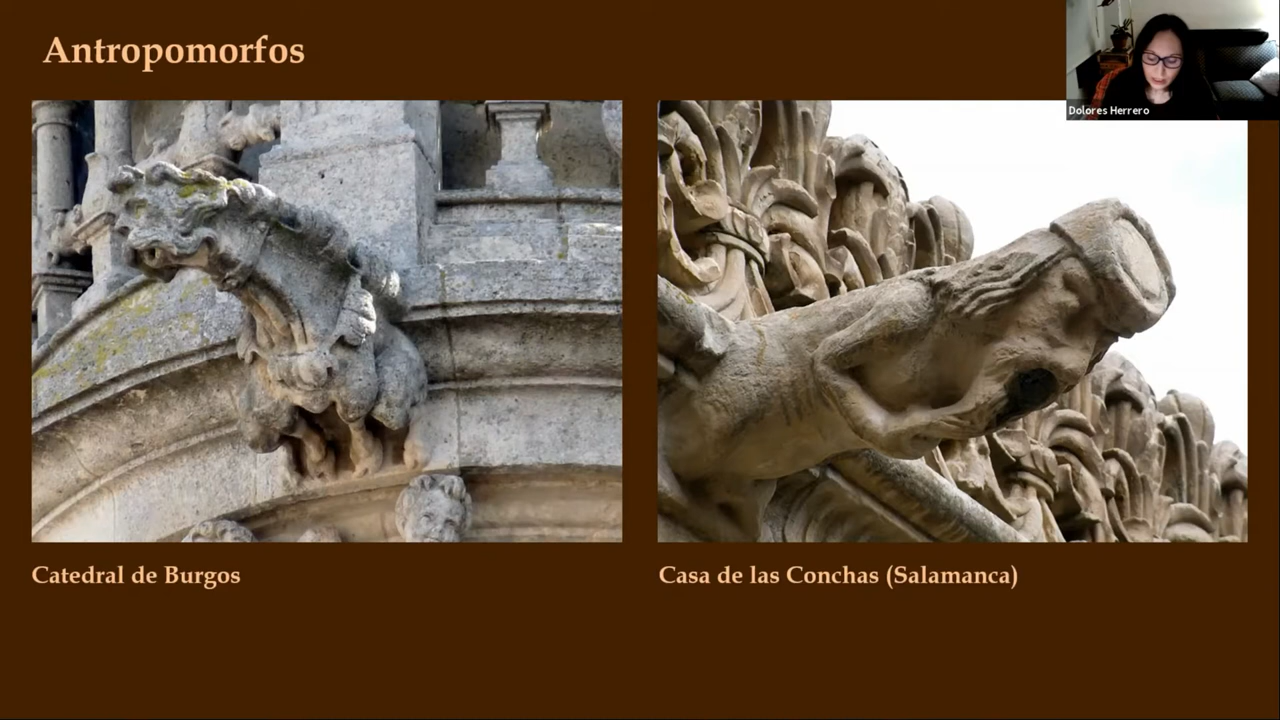 Antropomorfos
Dolores Herrero
Catedral de Burgos
Casa de las Conchas (Salamanca)